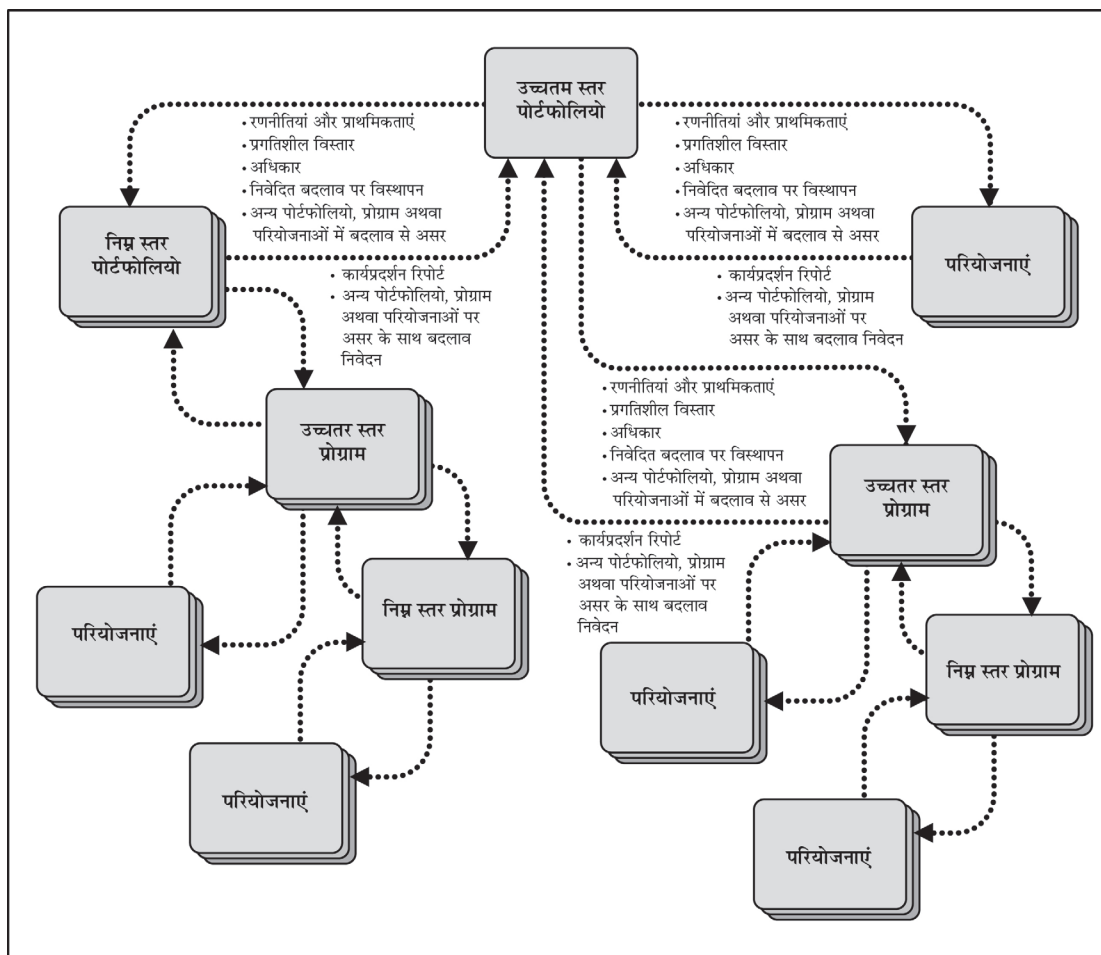 उच्चतम स्तर
पोर्टफोलियो
• रणनीतियां और प्राथमिकताएं
• प्रगतिशील विस्तार
• अधिकार
• निवेदित बदलाव पर विस्थापन
• अन्य पोर्टफोलियो, प्रोग्राम अथवा
परियोजनाओं में बदलाव से असर
• रणनीतियां और प्राथमिकताएं
• प्रगतिशील विस्तार
• अधिकार
• निवेदित बदलाव पर विस्थापन
• अन्य पोर्टफोलियो, प्रोग्राम अथवा
परियोजनाओं में बदलाव से असर
निम्न स्तर
पोर्टफोलियो
परियोजनाएं
• कार्यप्रदर्शन रिपोर्ट
• अन्य पोर्टफोलियो, प्रोग्राम
अथवा परियोजनाओं पर
असर के साथ बदलाव
निवेदन
• कार्यप्रदर्शन रिपोर्ट
• अन्य पोर्टफोलियो, प्रोग्राम
अथवा परियोजनाओं पर
असर के साथ बदलाव निवेदन
• रणनीतियां और प्राथमिकताएं
• प्रगतिशील विस्तार
• अधिकार
• निवेदित बदलाव पर विस्थापन
• अन्य पोर्टफोलियो, प्रोग्राम अथवा
परियोजनाओं में बदलाव से असर
उच्चतर स्तर
प्रोग्राम
उच्चतर स्तर
प्रोग्राम
• कार्यप्रदर्शन रिपोर्ट
• अन्य पोर्टफोलियो, प्रोग्राम
अथवा परियोजनाओं पर
असर के साथ बदलाव
निवेदन
परियोजनाएं
निम्न स्तर प्रोग्राम
परियोजनाएं
निम्न स्तर प्रोग्राम
परियोजनाएं
परियोजनाएं